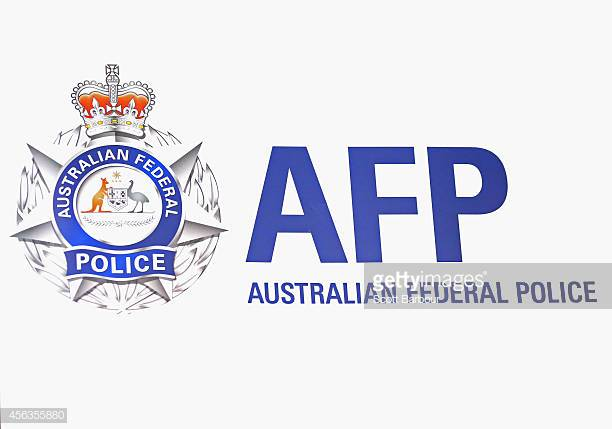 AUSTRALIAN FEDERAL
POLICE
AFP
gettyimages
Scott Barbour
AUSTRALIAN FEDERAL POLICE
456355880